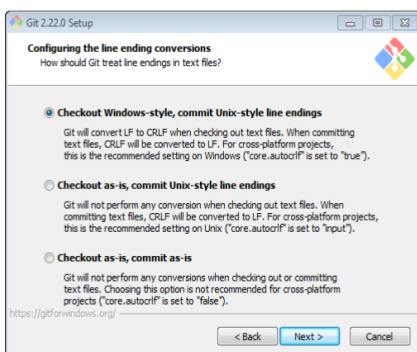 Git 2.22.0 Setup
Configuring the line ending conversions
How should Git treat line endings in text files?
Checkout Windows-style, commit Unix-style line endings
Git will convert LF to CRLF when checking out text files. When committing
text files, CRLF will be converted to LF. For cross-platform projects,
this is the recommended setting on Windows ("core.autocrlf" is set to "true").
Checkout as-is, commit Unix-style line endings
Git will not perform any conversion when checking out text files. When
committing text files, CRLF will be converted to LF. For cross-platform projects,
this is the recommended setting on Unix ("core.autocrlf" is set to "input").
Checkout as-is, commit as-is
Git will not perform any conversions when checking out or committing
text files. Choosing this option is not recommended for cross-platform
projects ("core.autocrlf" is set to "false").
https://gitforwindows.org/
< Back Next > Cancel